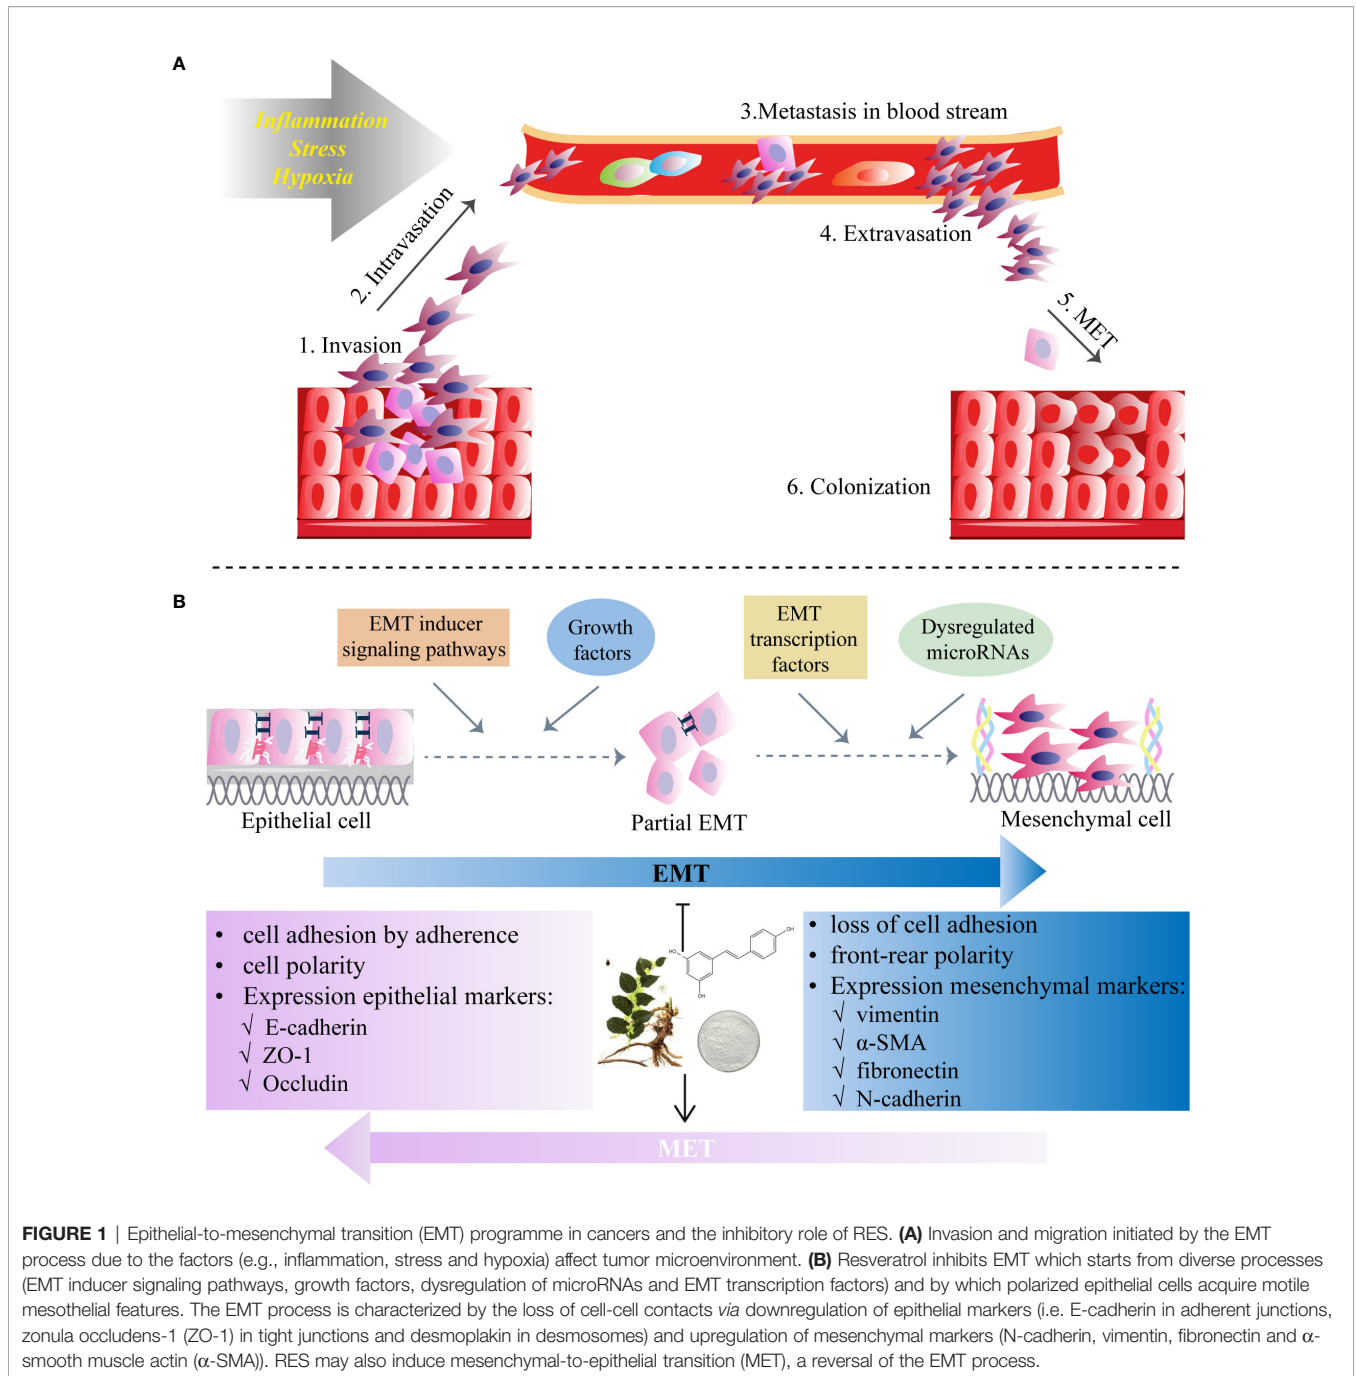 A
Inflammation
Stress
Hypoxia
3.Metastasis in blood stream
2. Intravasation
4. Extravasation
1. Invasion
5. MET
6. Colonization
B
EMT inducer
signaling pathways
Growth
factors
EMT
transcription
factors
Dysregulated
microRNAs
Epithelial cell
Partial EMT
Mesenchymal cell
EMT
• cell adhesion by adherence
• cell polarity
• Expression epithelial markers:
√ E-cadherin
√ ZO-1
√ Occludin
HO
OH
OH
• loss of cell adhesion
• front-rear polarity
• Expression mesenchymal markers:
√ vimentin
√ α-SMA
√ fibronectin
√ N-cadherin
MET
FIGURE 1 | Epithelial-to-mesenchymal transition (EMT) programme in cancers and the inhibitory role of RES. (A) Invasion and migration initiated by the EMT
process due to the factors (e.g., inflammation, stress and hypoxia) affect tumor microenvironment. (B) Resveratrol inhibits EMT which starts from diverse processes
(EMT inducer signaling pathways, growth factors, dysregulation of microRNAs and EMT transcription factors) and by which polarized epithelial cells acquire motile
mesothelial features. The EMT process is characterized by the loss of cell-cell contacts via downregulation of epithelial markers (i.e. E-cadherin in adherent junctions,
zonula occludens-1 (ZO-1) in tight junctions and desmoplakin in desmosomes) and upregulation of mesenchymal markers (N-cadherin, vimentin, fibronectin and α-
smooth muscle actin (α-SMA)). RES may also induce mesenchymal-to-epithelial transition (MET), a reversal of the EMT process.